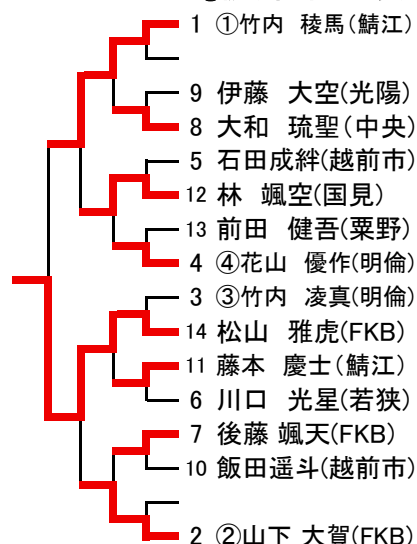 1 ①竹内 稜馬(鯖江)
9 伊藤 大空(光陽)
8 大和 琉聖(中央)
5 石田成絆(越前市)
12 林 颯空(国見)
13 前田 健吾(粟野)
4 ④花山 優作(明倫)
3 ③竹内 凌真(明倫)
14 松山 雅虎(FKB)
11 藤本 慶士(鯖江)
6 川口 光星(若狭)
7 後藤 颯天(FKB)
10 飯田遥斗(越前市)
2 ②山下 大賀(FKB)